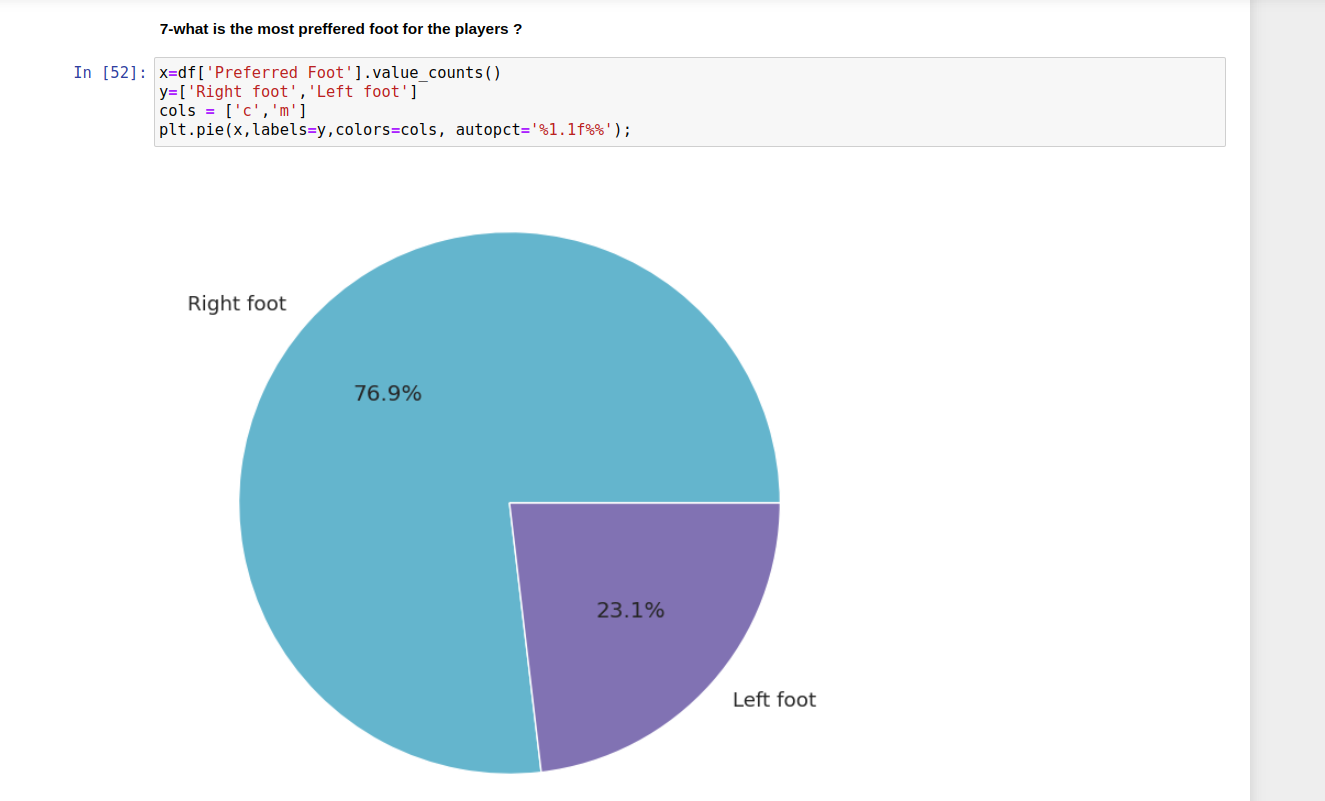 7-what is the most preffered foot for the players ?
In [52]: x=df['Preferred Foot'].value_counts()
y=['Right foot','Left foot']
cols = ['c','m']
plt.pie(x,labels=y,colors=cols, autopct='%1.1f%%');
Right foot
76.9%
23.1%
Left foot